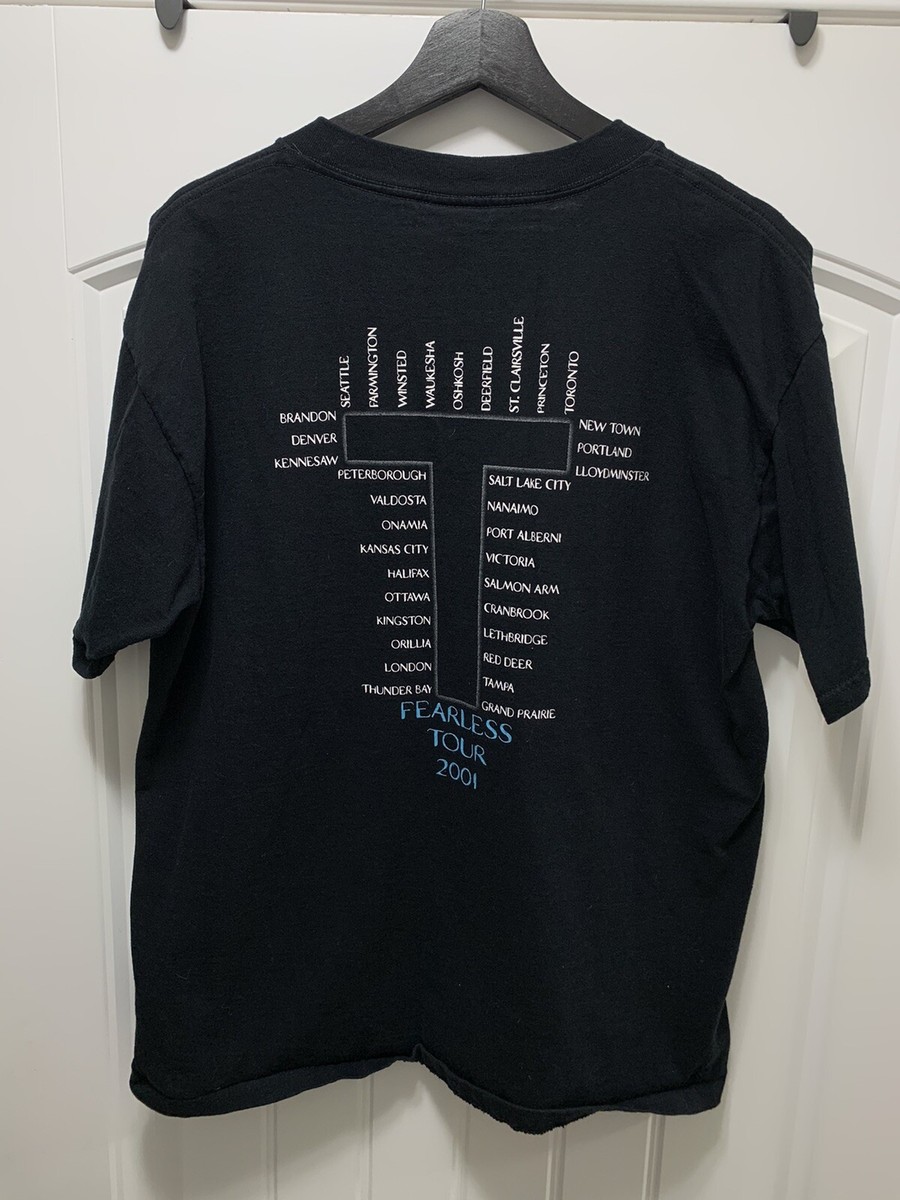 SEATTLE
FARMINGTON
WINSTED
WAUKESHA
OSHKOSH
DEERFIELD
ST. CLAIRSVILLE
PRINCETON
TORONTO
BRANDON
DENVER
KENNESAW
PETERBOROUGH
VALDOSTA
ONAMIA
KANSAS CITY
HALIFAX
OTTAWA
KINGSTON
ORILLIA
LONDON
THUNDER BAY
NEW TOWN
PORTLAND
LLOYDMINSTER
SALT LAKE CITY
NANAIMO
PORT ALBERNI
VICTORIA
SALMON ARM
CRANBROOK
LETHBRIDGE
RED DEER
TAMPA
GRAND PRAIRIE
T
FEARLESS
TOUR
2001